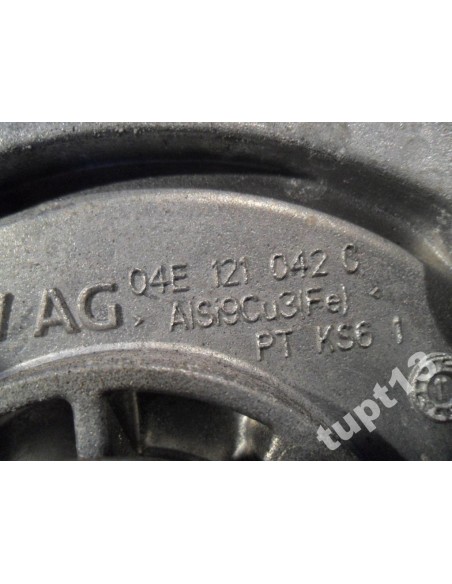 AG 04E 121 042 C
>AlSi9Cu3(Fe)<
PT KS6 1
tupt13